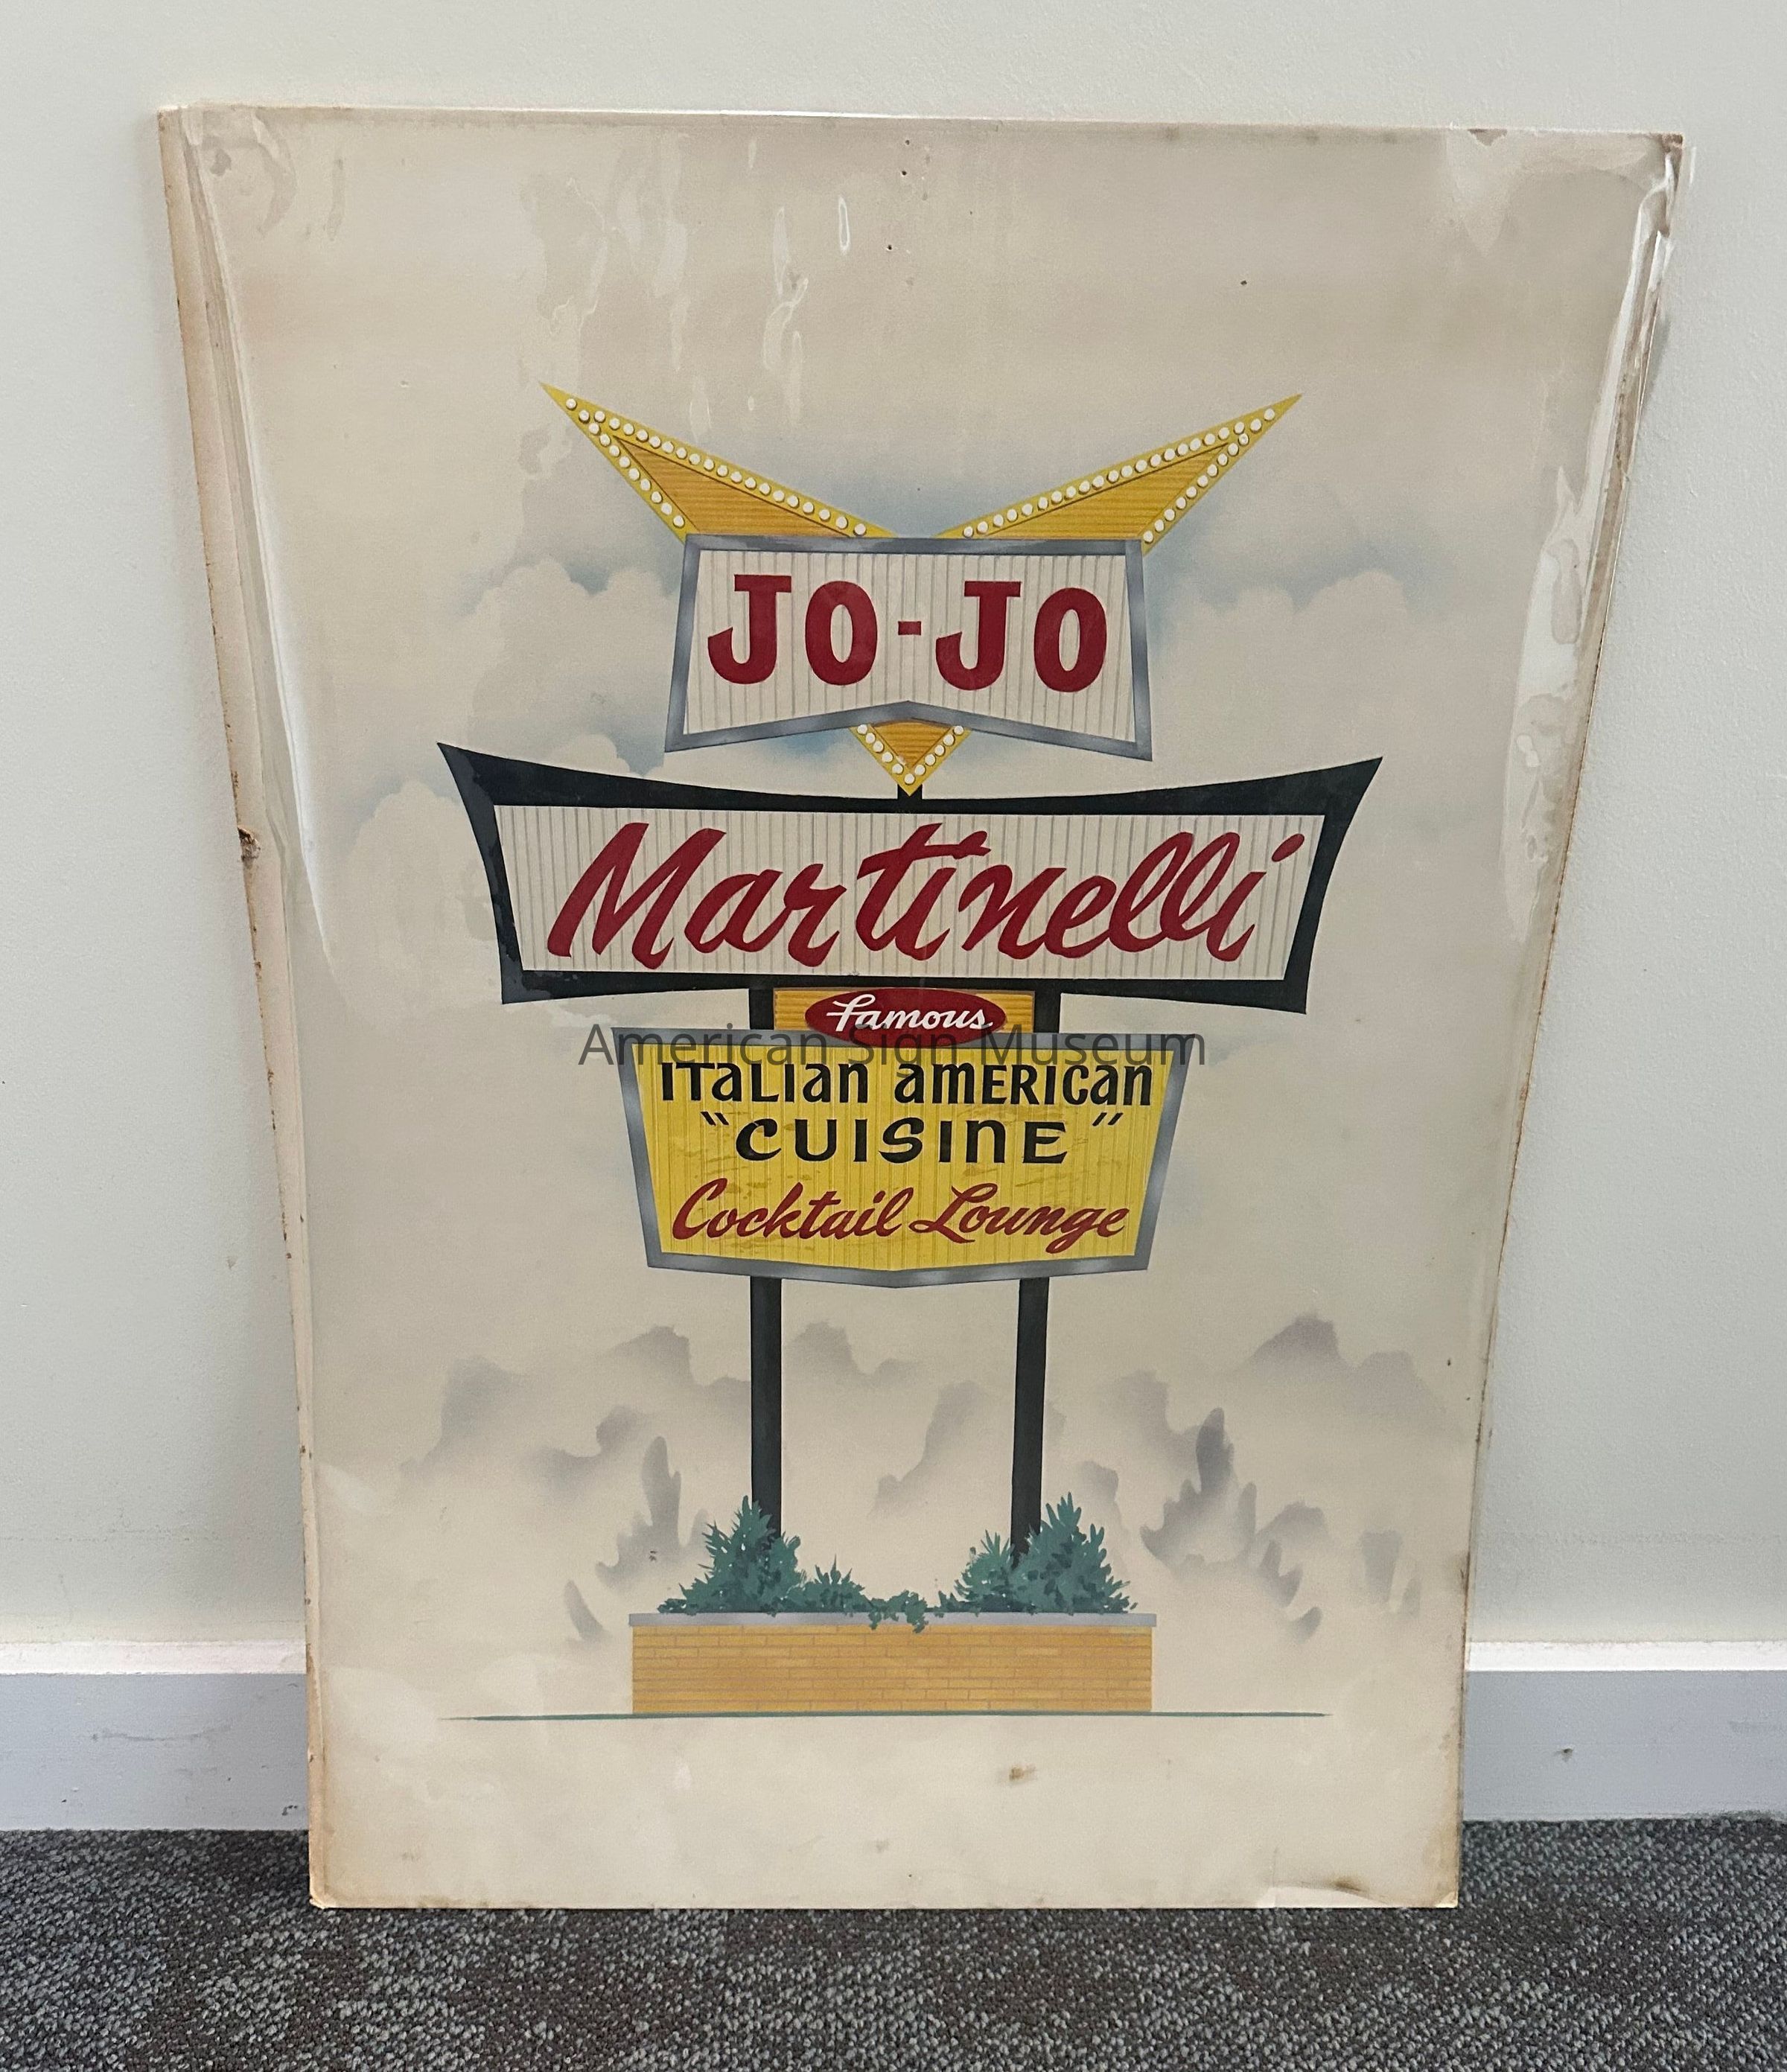 JO-JO
Martinelli
famous
American Sign Museum
ITaLIan amERICan
"CUISINE"
Cocktail Lounge